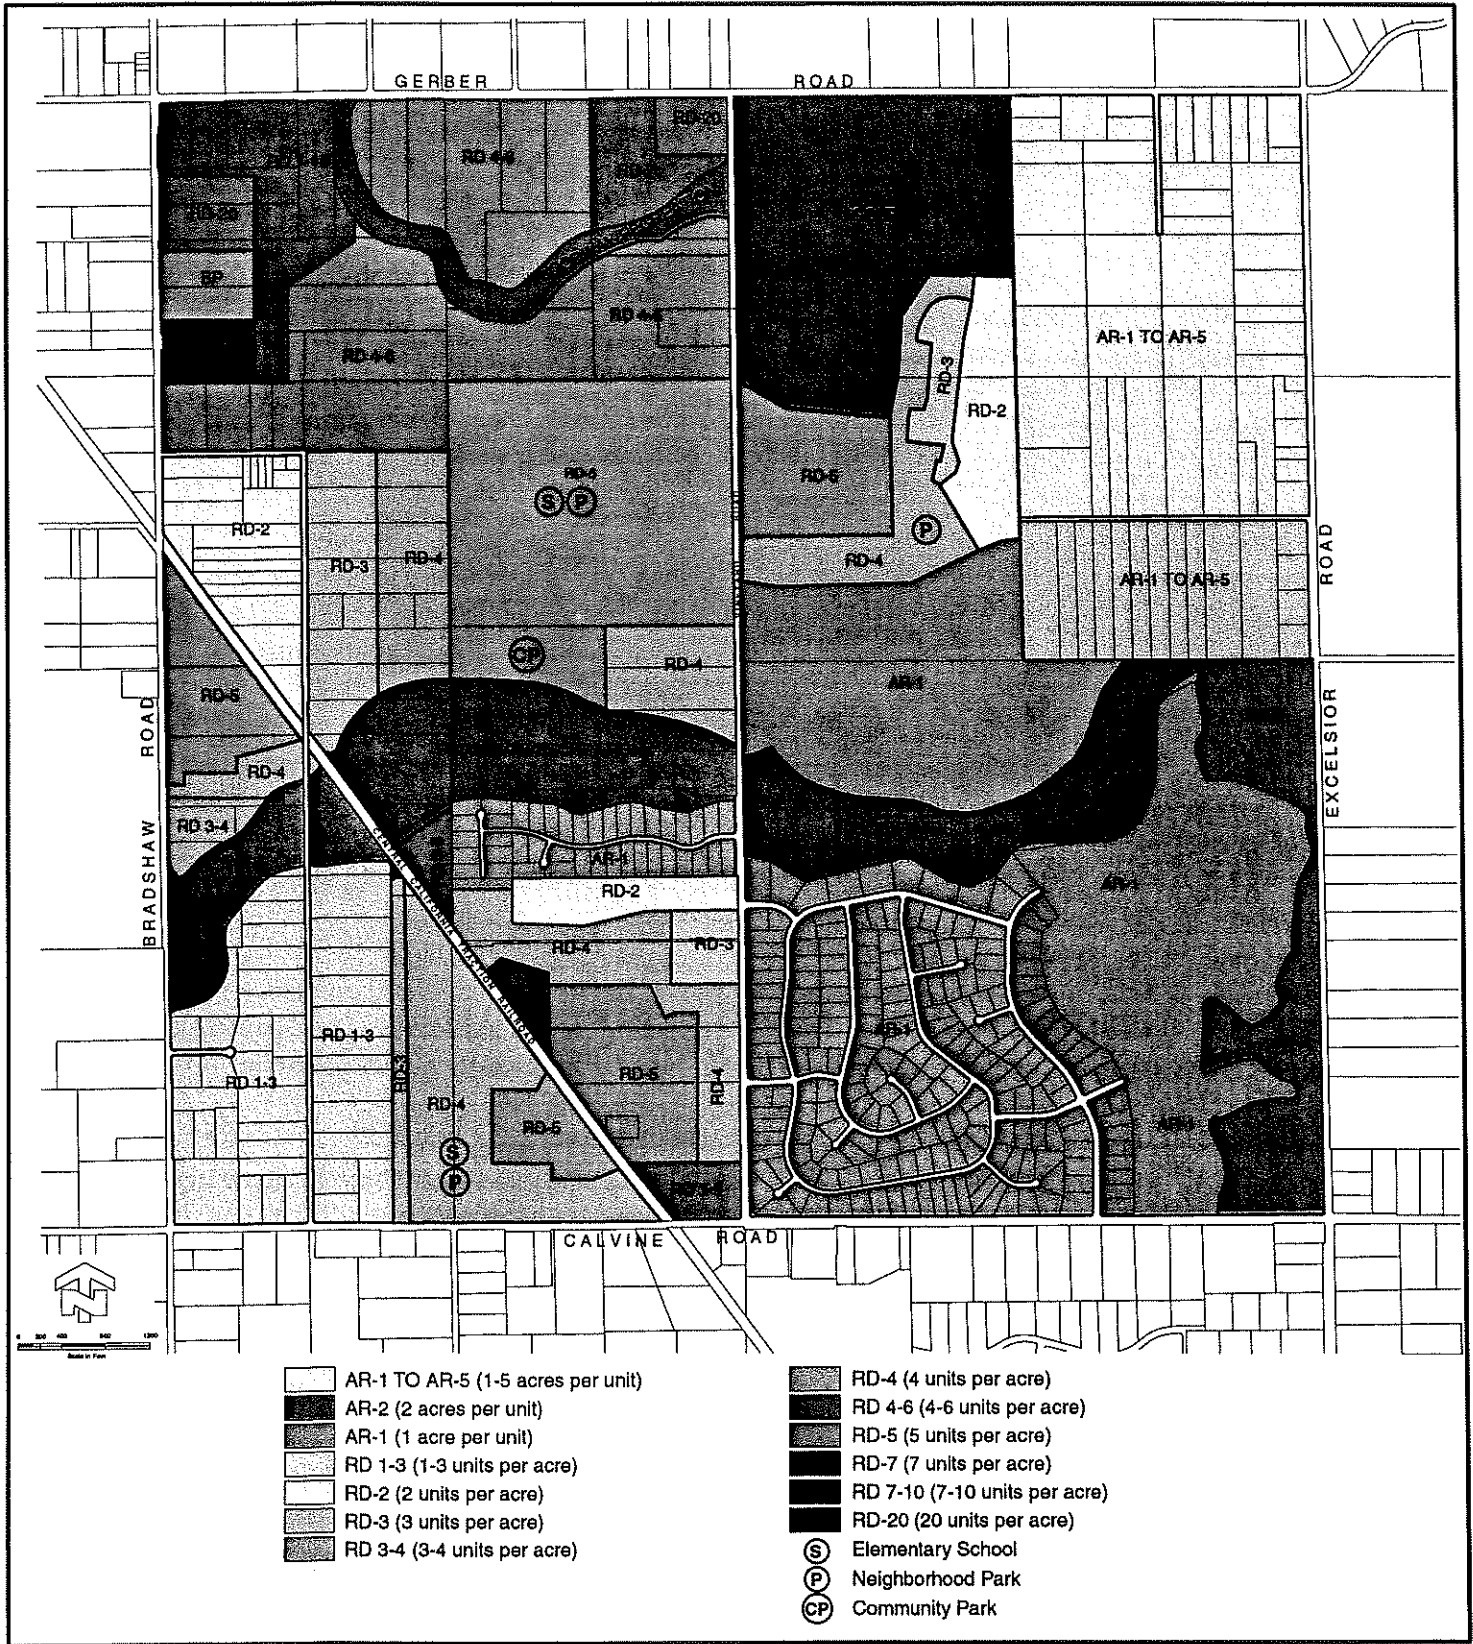 GERBER ROAD
RD-20
RD 4-6
RD-20
BP
RD 4-6
RD 4-6
AR-1 TO AR-5
RD-3
RD-2
RD-5
RD-5
S P
RD-2
P
RD-3
RD-4
RD-4
AR-1 TO AR-5
ROAD
CP
RD-4
AR-1
RD-5
BRADSHAW ROAD
EXCELSIOR
RD-4
RD 3-4
CENTRAL CALIFORNIA TRACTION RAILROAD
AR-1
RD-2
AR-1
RD-4
RD-3
RD 1-3
AR-1
RD 1-3
RD-3
RD-4
RD-5
RD-4
RD-5
AR-1
S
P
CALVINE ROAD
N
Scale in Feet
AR-1 TO AR-5 (1-5 acres per unit)
AR-2 (2 acres per unit)
AR-1 (1 acre per unit)
RD 1-3 (1-3 units per acre)
RD-2 (2 units per acre)
RD-3 (3 units per acre)
RD 3-4 (3-4 units per acre)
RD-4 (4 units per acre)
RD 4-6 (4-6 units per acre)
RD-5 (5 units per acre)
RD-7 (7 units per acre)
RD 7-10 (7-10 units per acre)
RD-20 (20 units per acre)
S Elementary School
P Neighborhood Park
CP Community Park